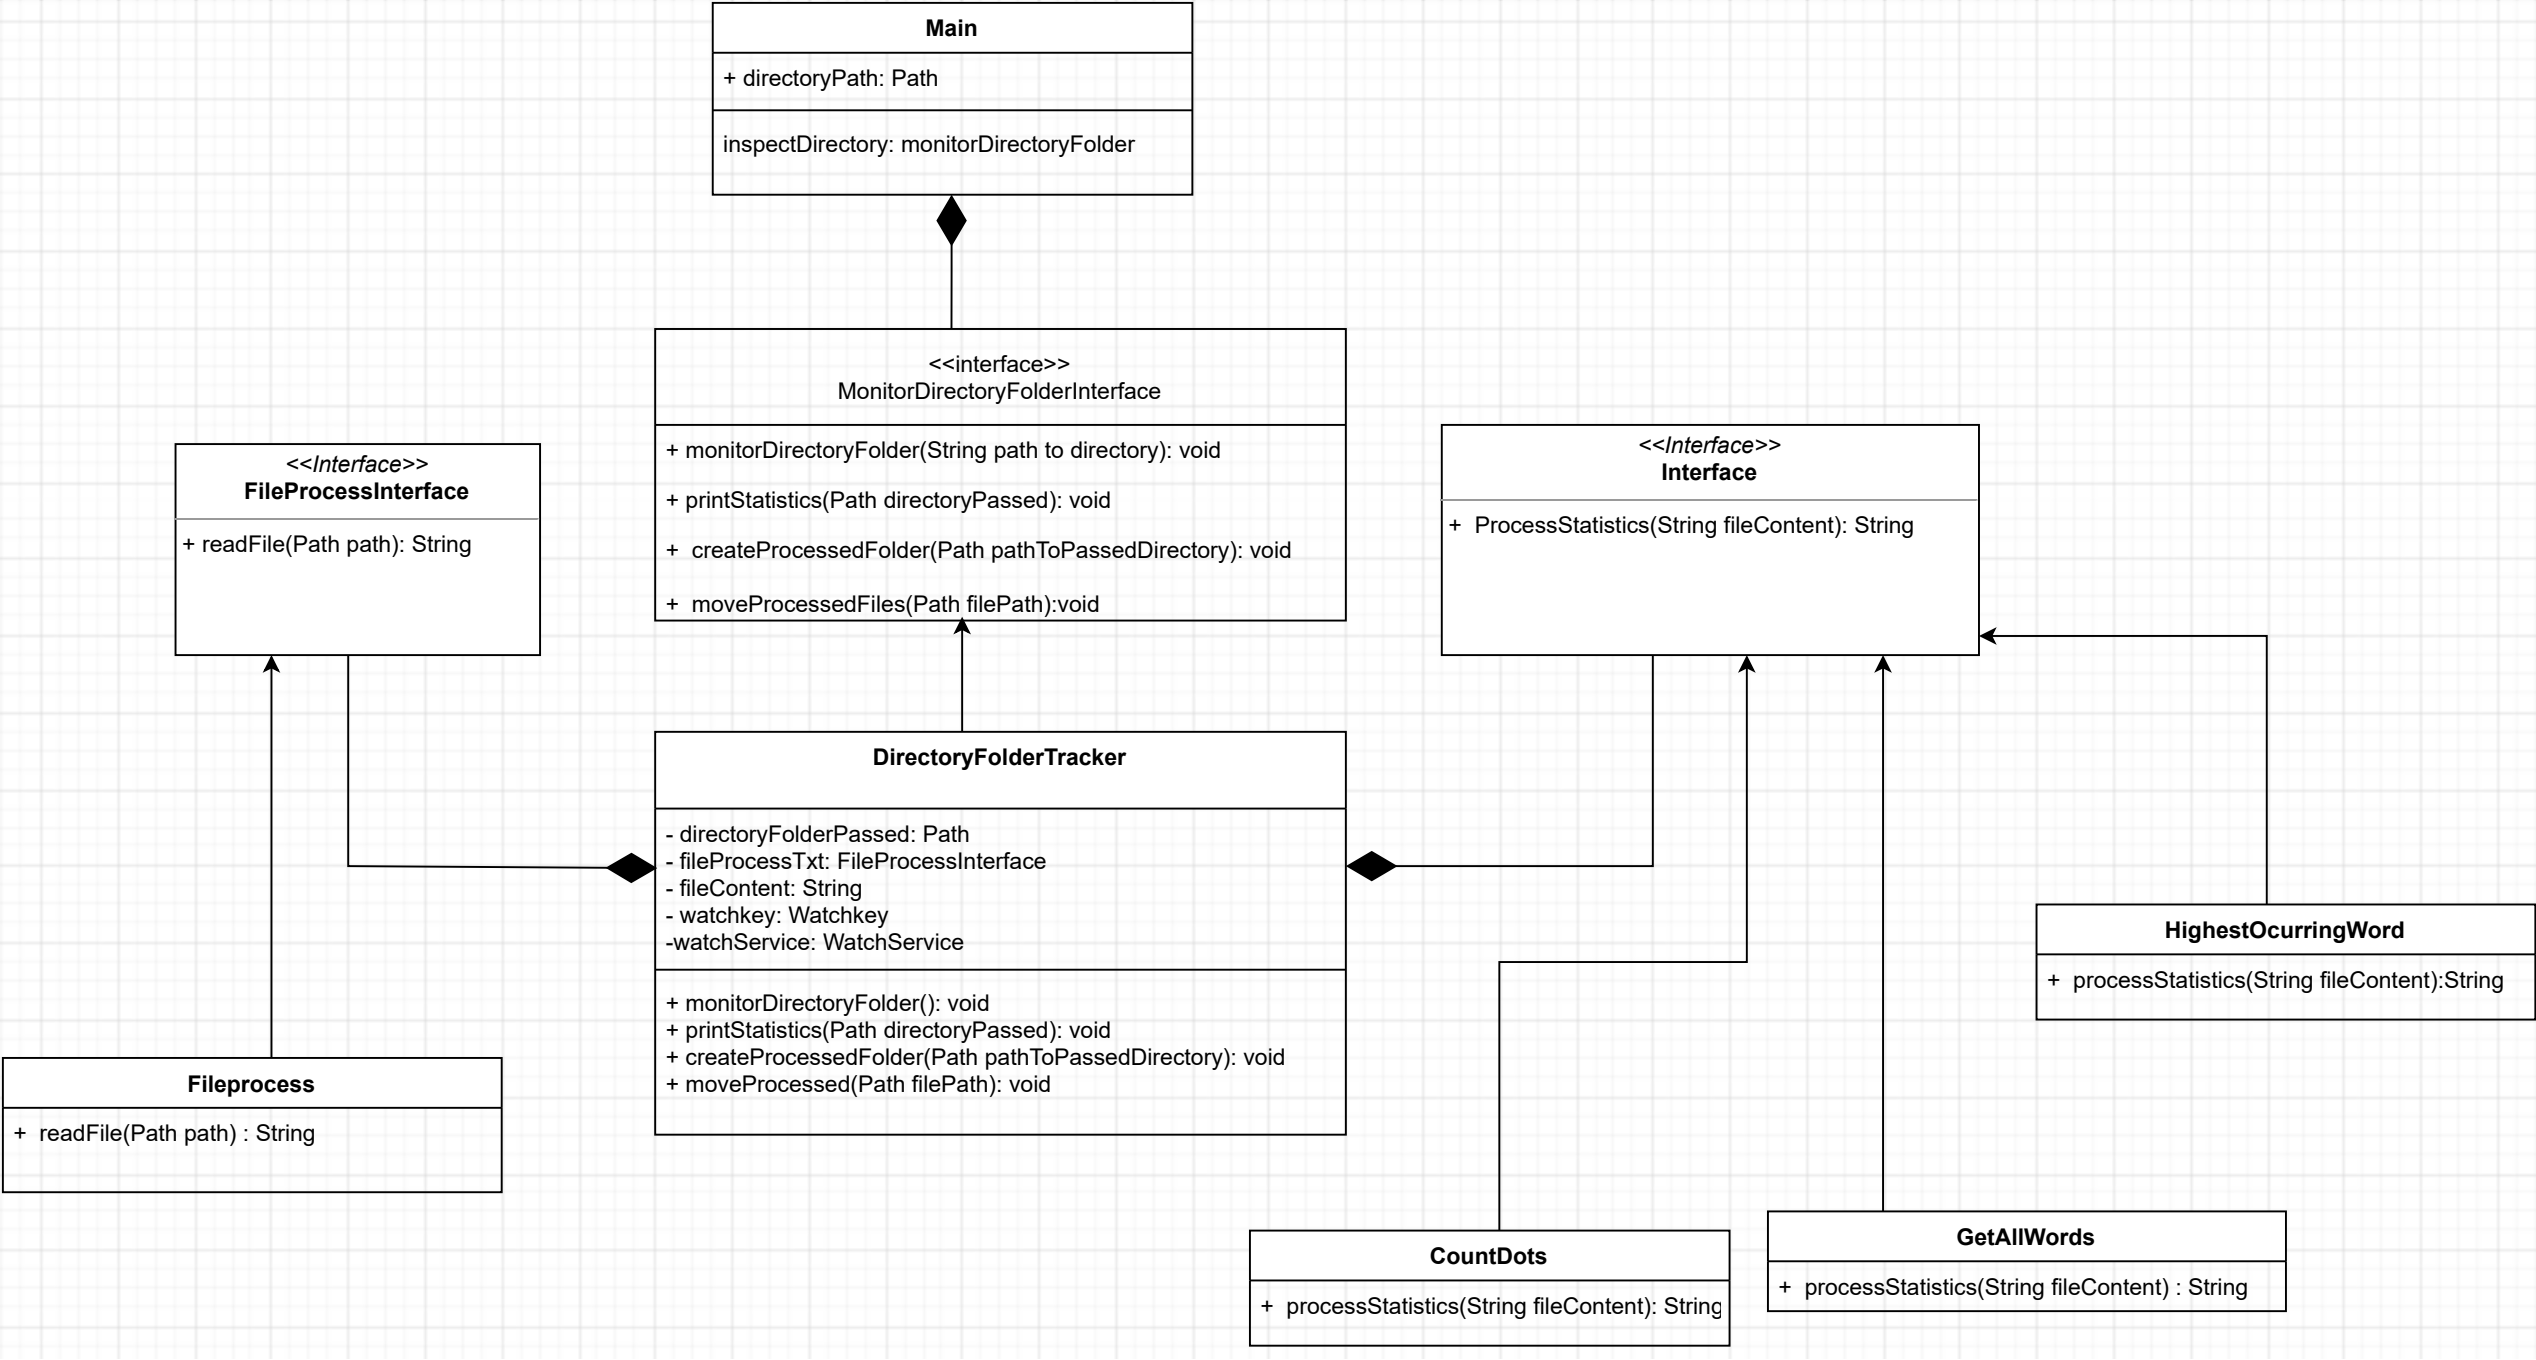 Main
+ directoryPath: Path
inspectDirectory: monitorDirectoryFolder
<<interface>>
MonitorDirectoryFolderInterface
+ monitorDirectoryFolder(String path to directory): void
+ printStatistics(Path directoryPassed): void
+ createProcessedFolder(Path pathToPassedDirectory): void
+ moveProcessedFiles(Path filePath):void
<<Interface>>
FileProcessInterface
+ readFile(Path path): String
<<Interface>>
Interface
+ ProcessStatistics(String fileContent): String
DirectoryFolderTracker
- directoryFolderPassed: Path
- fileProcessTxt: FileProcessInterface
- fileContent: String
- watchkey: Watchkey
-watchService: WatchService
+ monitorDirectoryFolder(): void
+ printStatistics(Path directoryPassed): void
+ createProcessedFolder(Path pathToPassedDirectory): void
+ moveProcessed(Path filePath): void
HighestOcurringWord
+ processStatistics(String fileContent):String
Fileprocess
+ readFile(Path path) : String
CountDots
+ processStatistics(String fileContent): String
GetAllWords
+ processStatistics(String fileContent) : String